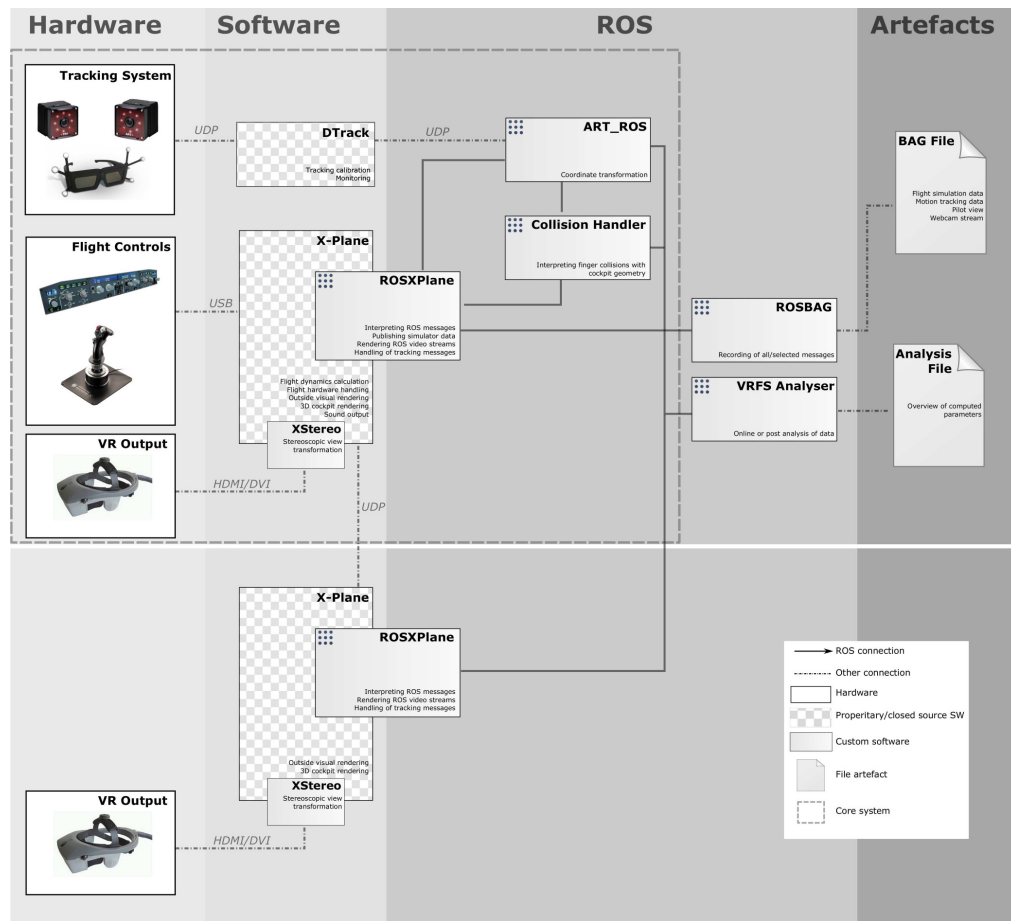 Hardware
Software
ROS
Artefacts
Tracking System
UDP
DTrack
Tracking calibration
Monitoring
UDP
ART_ROS
Coordinate transformation
BAG File
Flight simulation data
Motion tracking data
Pilot view
Webcam stream
Flight Controls
USB
X-Plane
ROSXPlane
Interpreting ROS messages
Publishing simulator data
Rendering ROS video streams
Handling of tracking messages
Flight dynamics calculation
Flight hardware handling
Outside visual rendering
3D cockpit rendering
Sound output
XStereo
Stereoscopic view
transformation
Collision Handler
Interpreting finger collisions with
cockpit geometry
ROSBAG
Recording of all/selected messages
VRFS Analyser
Online or post analysis of data
Analysis
File
Overview of computed
parameters
VR Output
HDMI/DVI
UDP
X-Plane
ROSXPlane
Interpreting ROS messages
Rendering ROS video streams
Handling of tracking messages
Outside visual rendering
3D cockpit rendering
XStereo
Stereoscopic view
transformation
VR Output
HDMI/DVI
ROS connection
Other connection
Hardware
Properitary/closed source SW
Custom software
File artefact
Core system